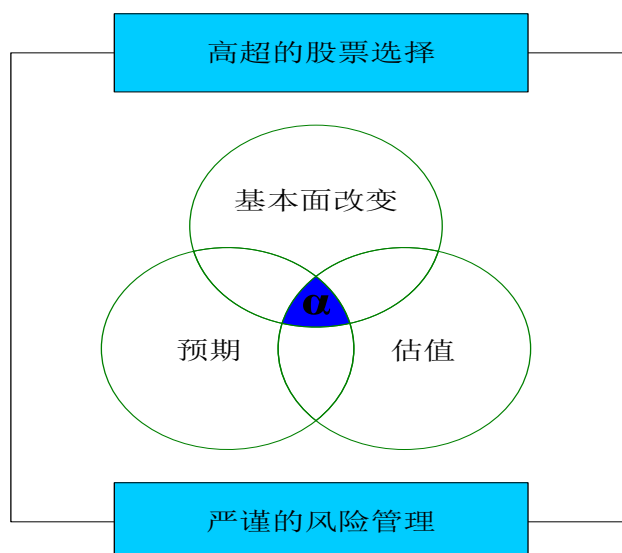 高超的股票选择
基本面改变
α
预期
估值
严谨的风险管理